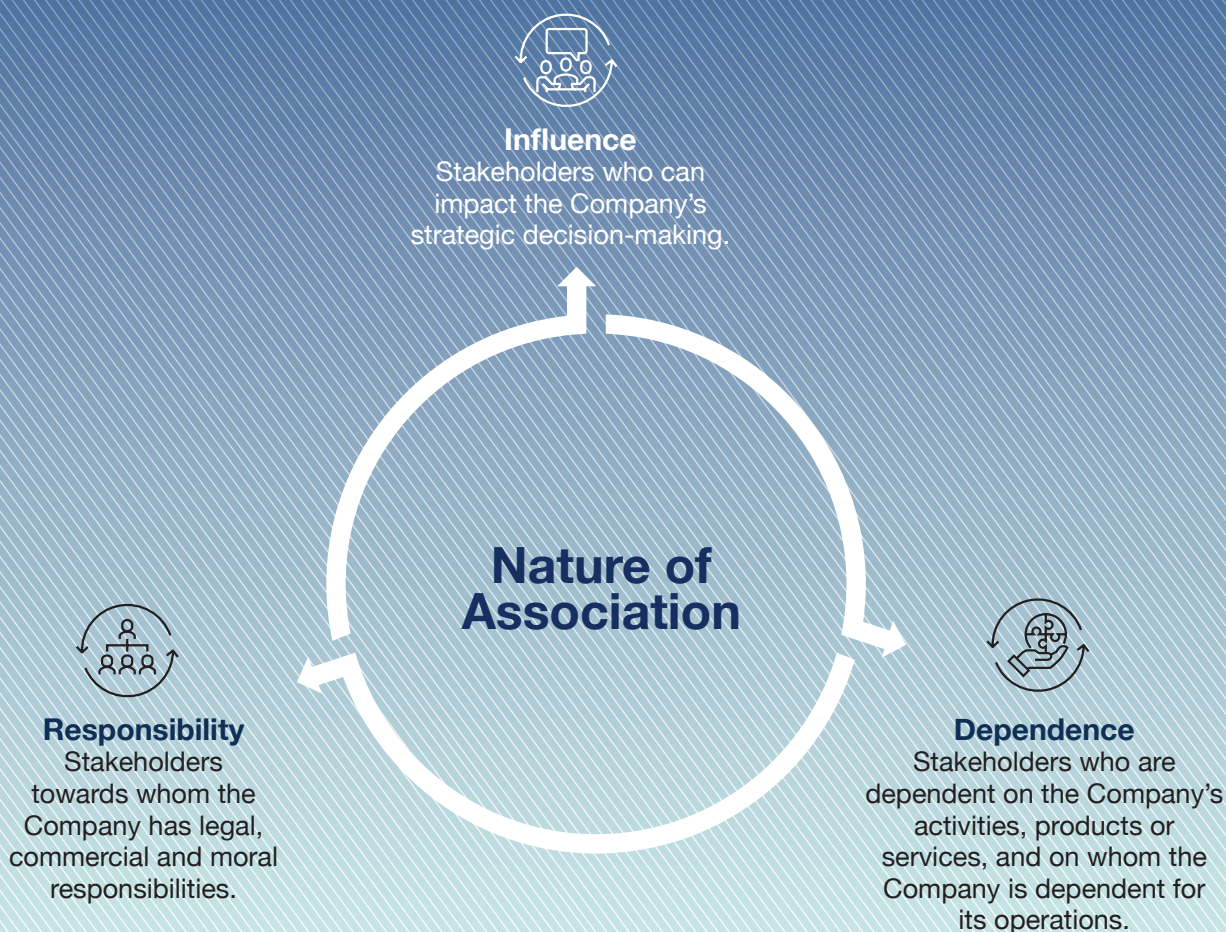 Influence
Stakeholders who can
impact the Company’s
strategic decision-making.
Nature of
Association
Responsibility
Stakeholders
towards whom the
Company has legal,
commercial and moral
responsibilities.
Dependence
Stakeholders who are
dependent on the Company’s
activities, products or
services, and on whom the
Company is dependent for
its operations.